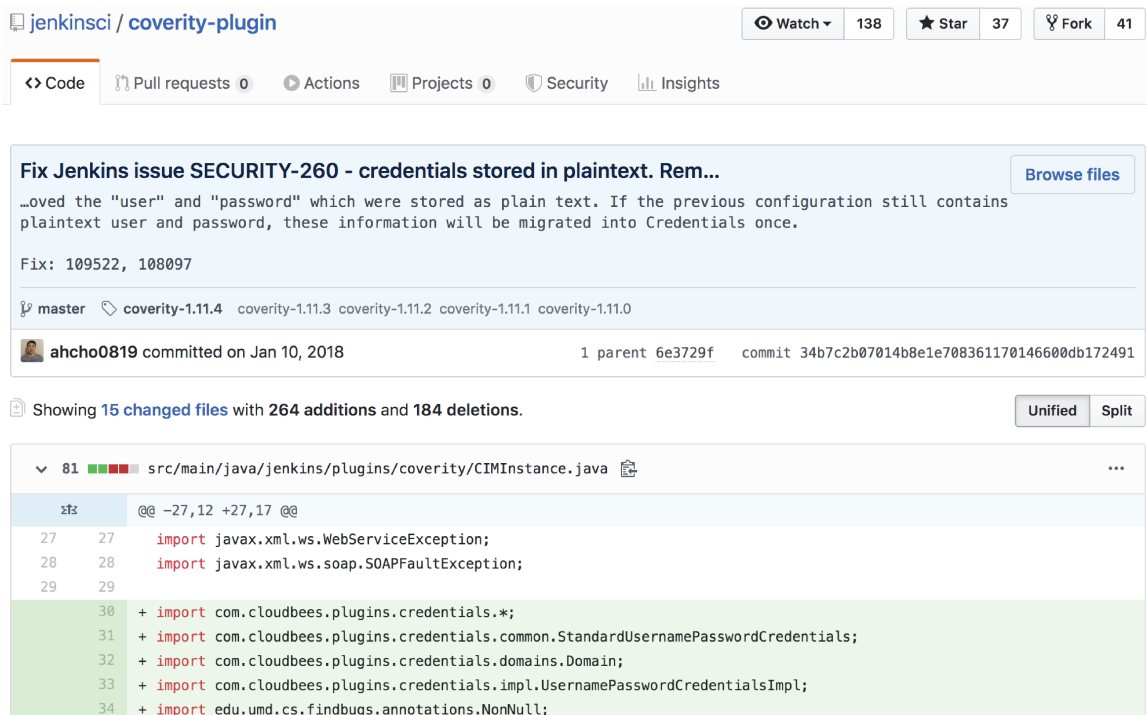 jenkinsci / coverity-plugin
Watch 138 Star 37 Fork 41
<> Code Pull requests 0 Actions Projects 0 Security Insights
Fix Jenkins issue SECURITY-260 - credentials stored in plaintext. Rem...
Browse files
…oved the "user" and "password" which were stored as plain text. If the previous configuration still contains
plaintext user and password, these information will be migrated into Credentials once.
Fix: 109522, 108097
master coverity-1.11.4 coverity-1.11.3 coverity-1.11.2 coverity-1.11.1 coverity-1.11.0
ahcho0819 committed on Jan 10, 2018 1 parent 6e3729f commit 34b7c2b07014b8e1e708361170146600db172491
Showing 15 changed files with 264 additions and 184 deletions.
Unified Split
81 src/main/java/jenkins/plugins/coverity/CIMInstance.java ...
@@ -27,12 +27,17 @@
27 27 import javax.xml.ws.WebServiceException;
28 28 import javax.xml.ws.soap.SOAPFaultException;
29 29
30 + import com.cloudbees.plugins.credentials.*;
31 + import com.cloudbees.plugins.credentials.common.StandardUsernamePasswordCredentials;
32 + import com.cloudbees.plugins.credentials.domains.Domain;
33 + import com.cloudbees.plugins.credentials.impl.UsernamePasswordCredentialsImpl;
34 + import edu.umd.cs.findbugs.annotations.NonNull;